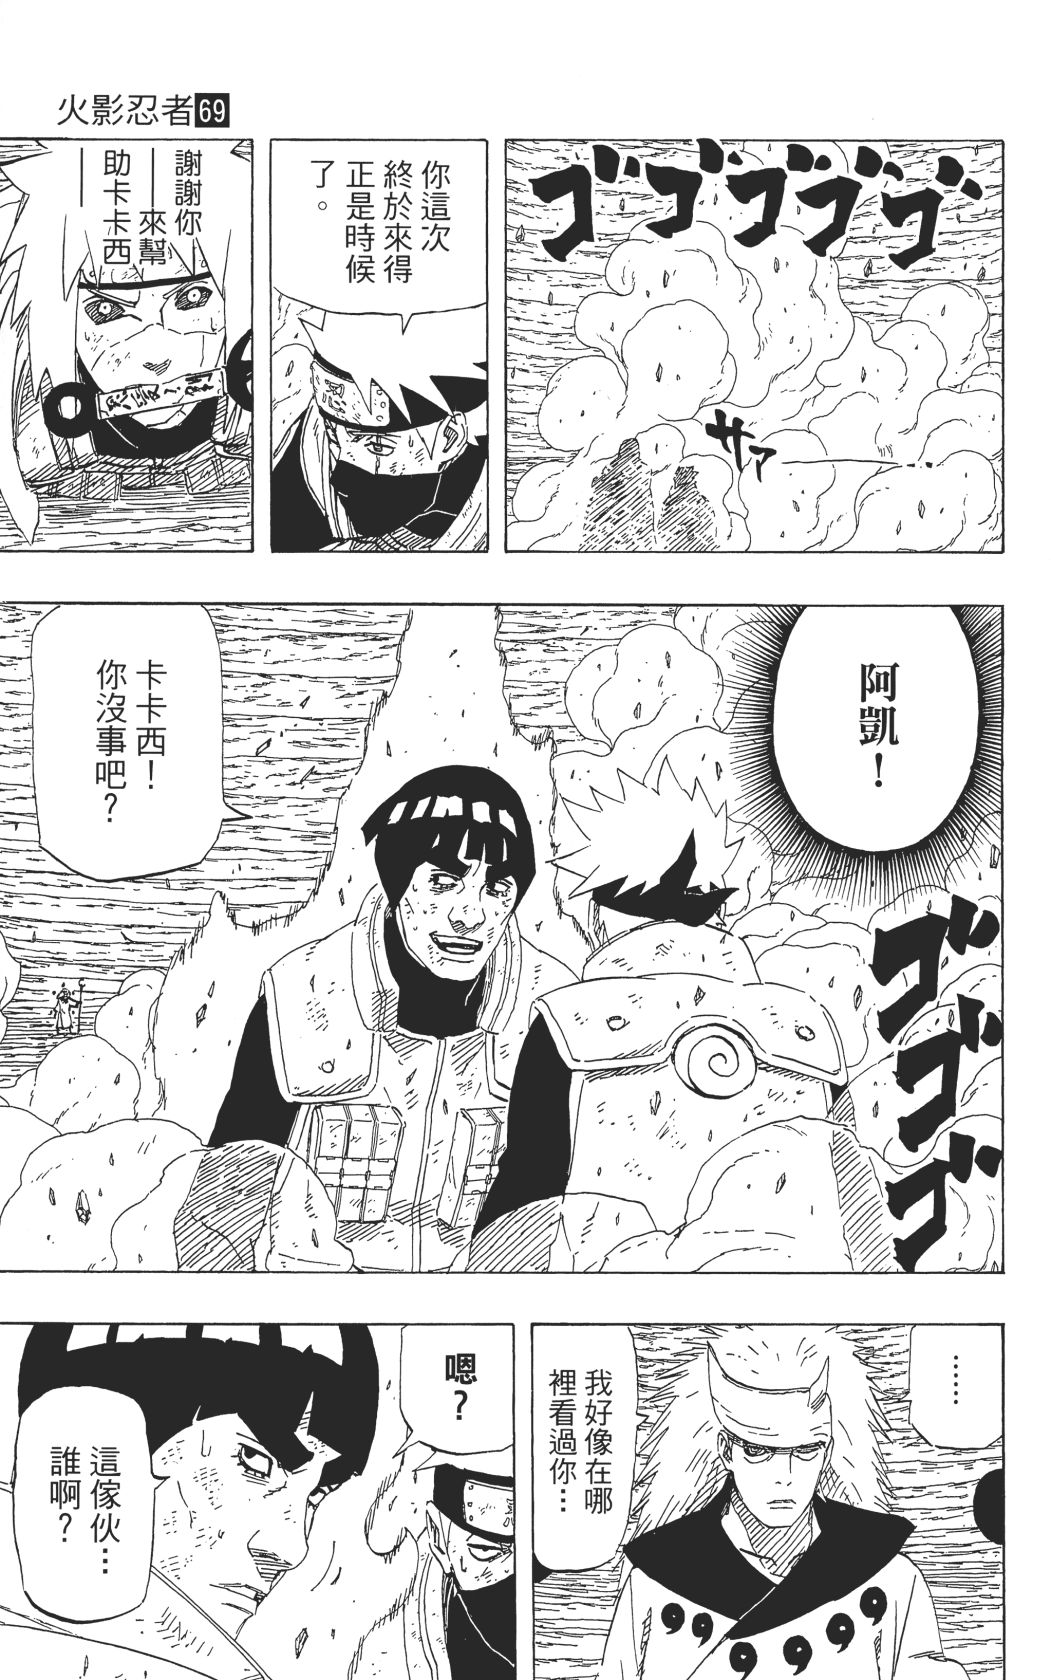 火影忍者69
ゴゴゴゴゴ
サァ
你這次
終於來得
正是時候
了。
謝謝你
——來幫
助卡卡西
——
阿凱！
ゴゴゴ
卡卡西！
你沒事吧？
……
我好像在哪
裡看過你…
嗯？
這傢伙…
誰啊？